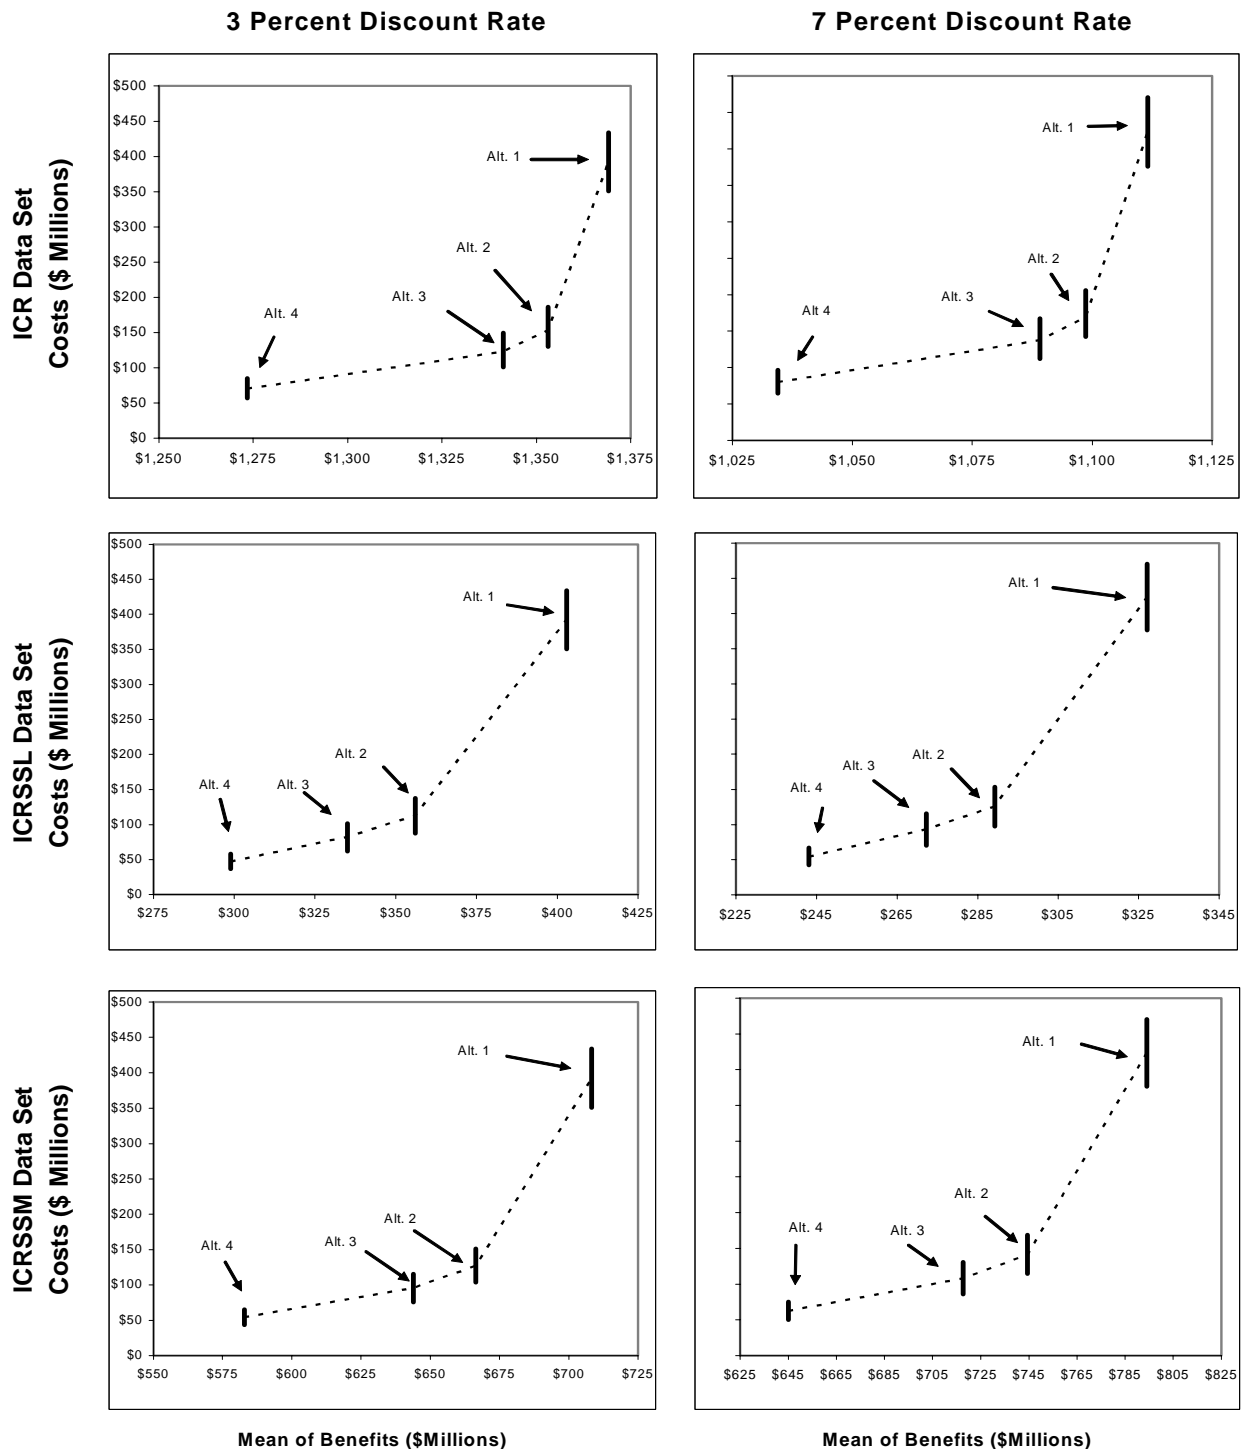 3 Percent Discount Rate
7 Percent Discount Rate
ICR Data Set
Costs ($ Millions)
$500
$450
$400
$350
$300
$250
$200
$150
$100
$50
$0
Alt. 1
Alt. 2
Alt. 3
Alt. 4
$1,250 $1,275 $1,300 $1,325 $1,350 $1,375
Alt. 1
Alt. 2
Alt. 3
Alt 4
$1,025 $1,050 $1,075 $1,100 $1,125
ICRSSL Data Set
Costs ($ Millions)
$500
$450
$400
$350
$300
$250
$200
$150
$100
$50
$0
Alt. 1
Alt. 2
Alt. 3
Alt. 4
$275 $300 $325 $350 $375 $400 $425
Alt. 1
Alt. 2
Alt. 3
Alt. 4
$225 $245 $265 $285 $305 $325 $345
ICRSSM Data Set
Costs ($ Millions)
$500
$450
$400
$350
$300
$250
$200
$150
$100
$50
$0
Alt. 1
Alt. 2
Alt. 3
Alt. 4
$550 $575 $600 $625 $650 $675 $700 $725
Alt. 1
Alt. 2
Alt. 3
Alt. 4
$625 $645 $665 $685 $705 $725 $745 $765 $785 $805 $825
Mean of Benefits ($Millions)
Mean of Benefits ($Millions)